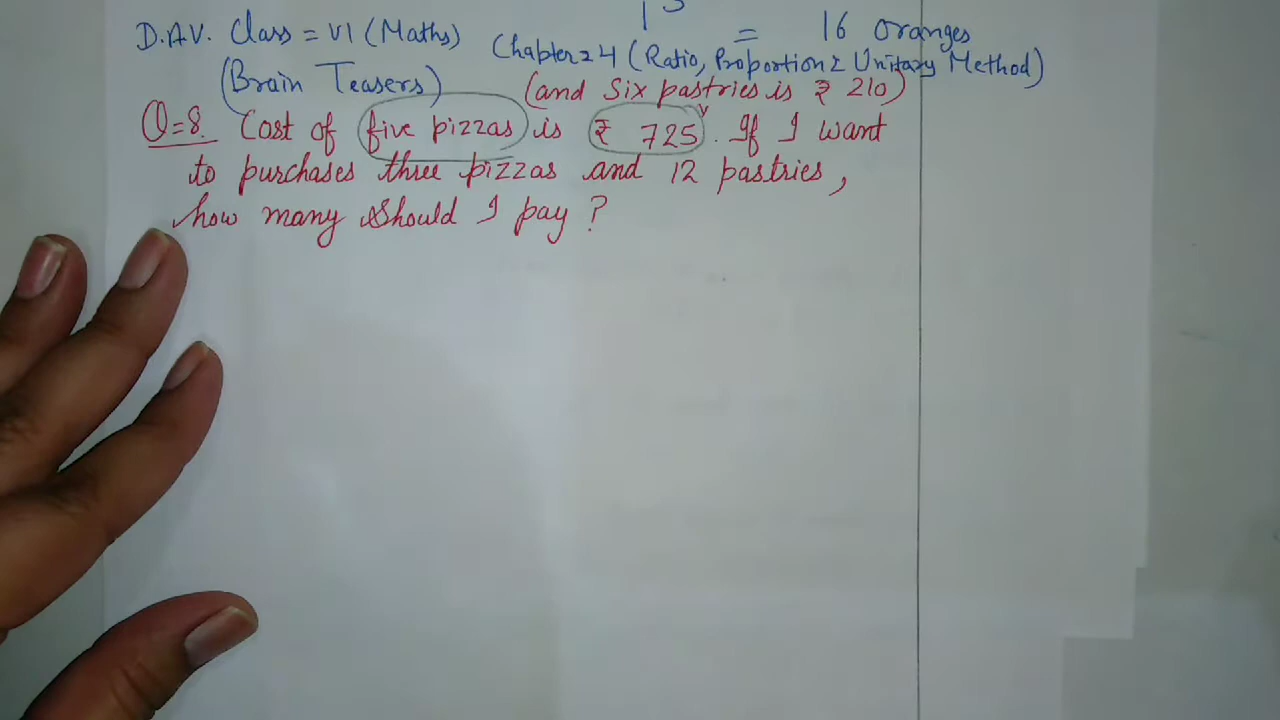 = 16 Oranges
D.A.V. Class = VI (Maths) Chapter = 4 (Ratio, Proportion & Unitary Method)
(Brain Teasers) (and Six pastries is ₹ 210)
Q=8. Cost of five pizzas is ₹ 725. If I want
to purchases three pizzas and 12 pastries,
how many should I pay ?